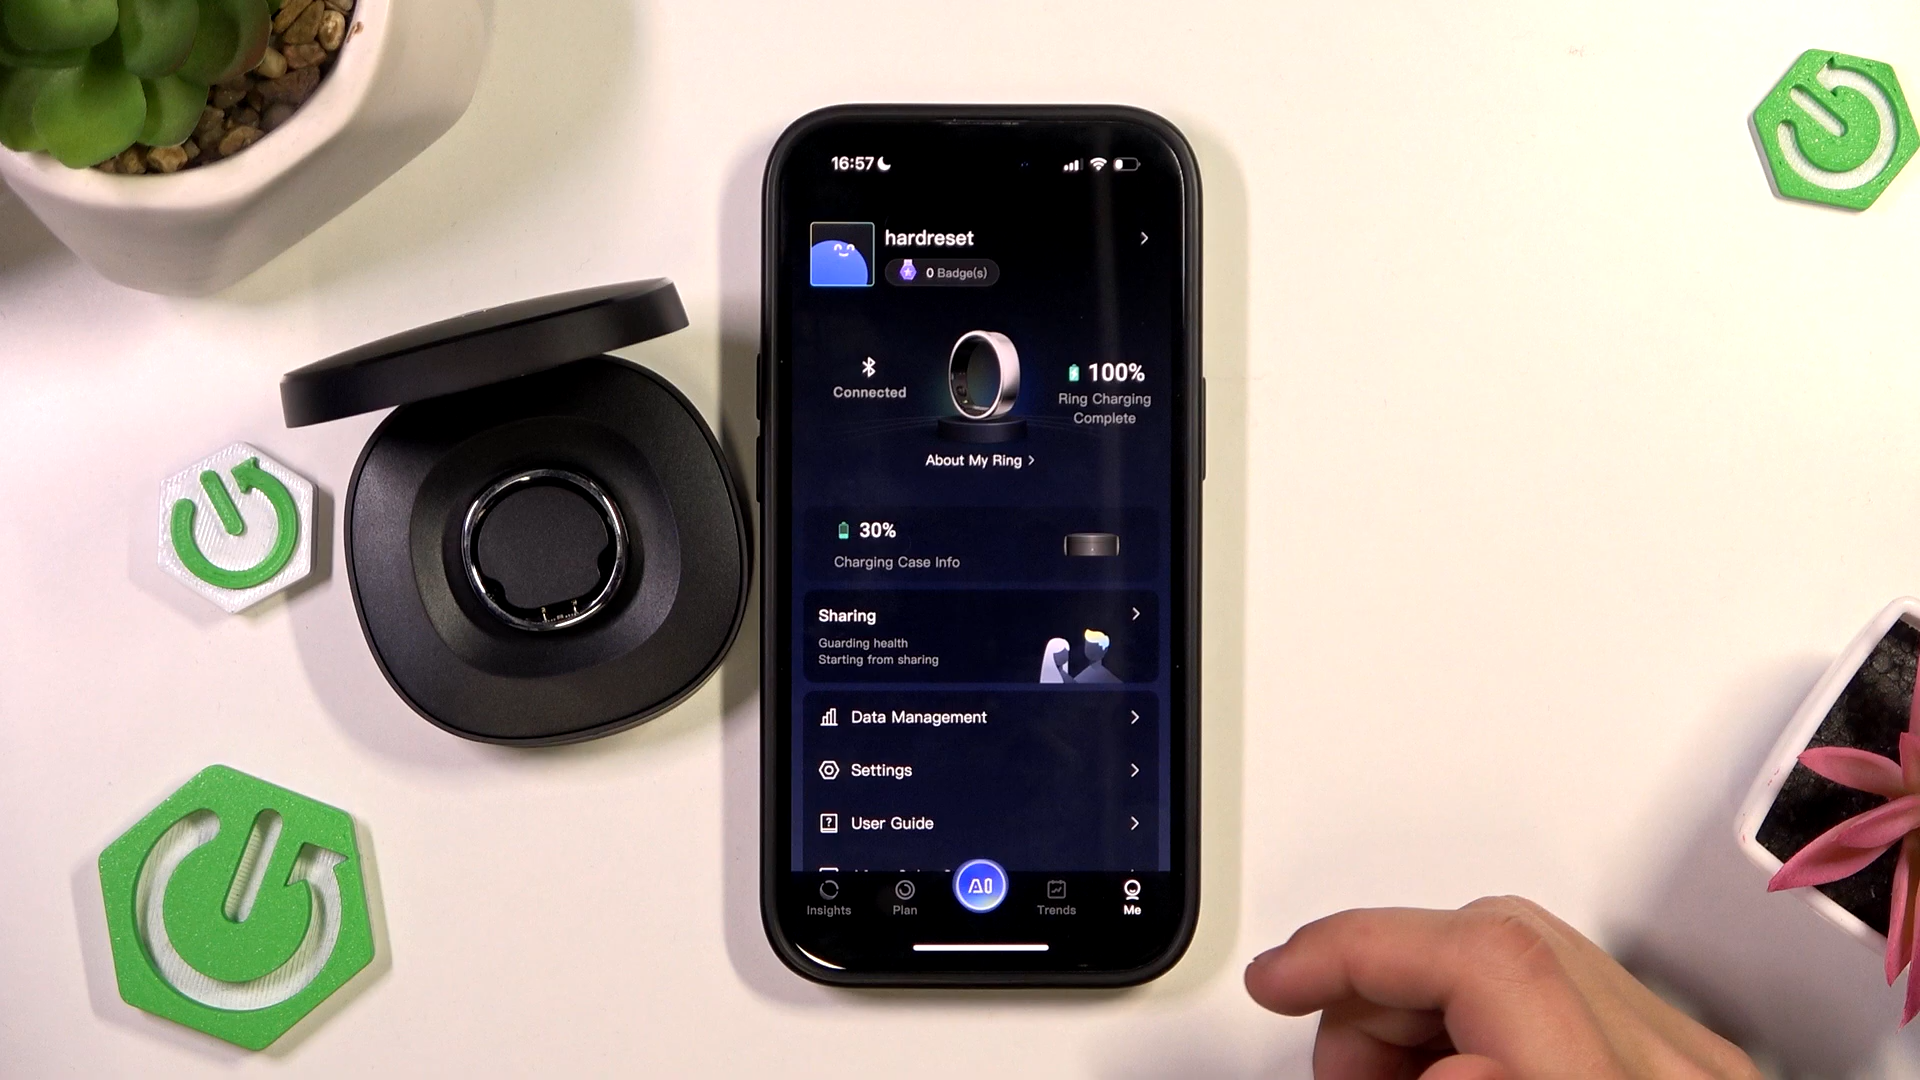 16:57
hardreset
0 Badge(s)
Connected
100%
Ring Charging
Complete
About My Ring
30%
Charging Case Info
Sharing
Guarding health
Starting from sharing
Data Management
Settings
User Guide
Insights
Plan
AI
Trends
Me